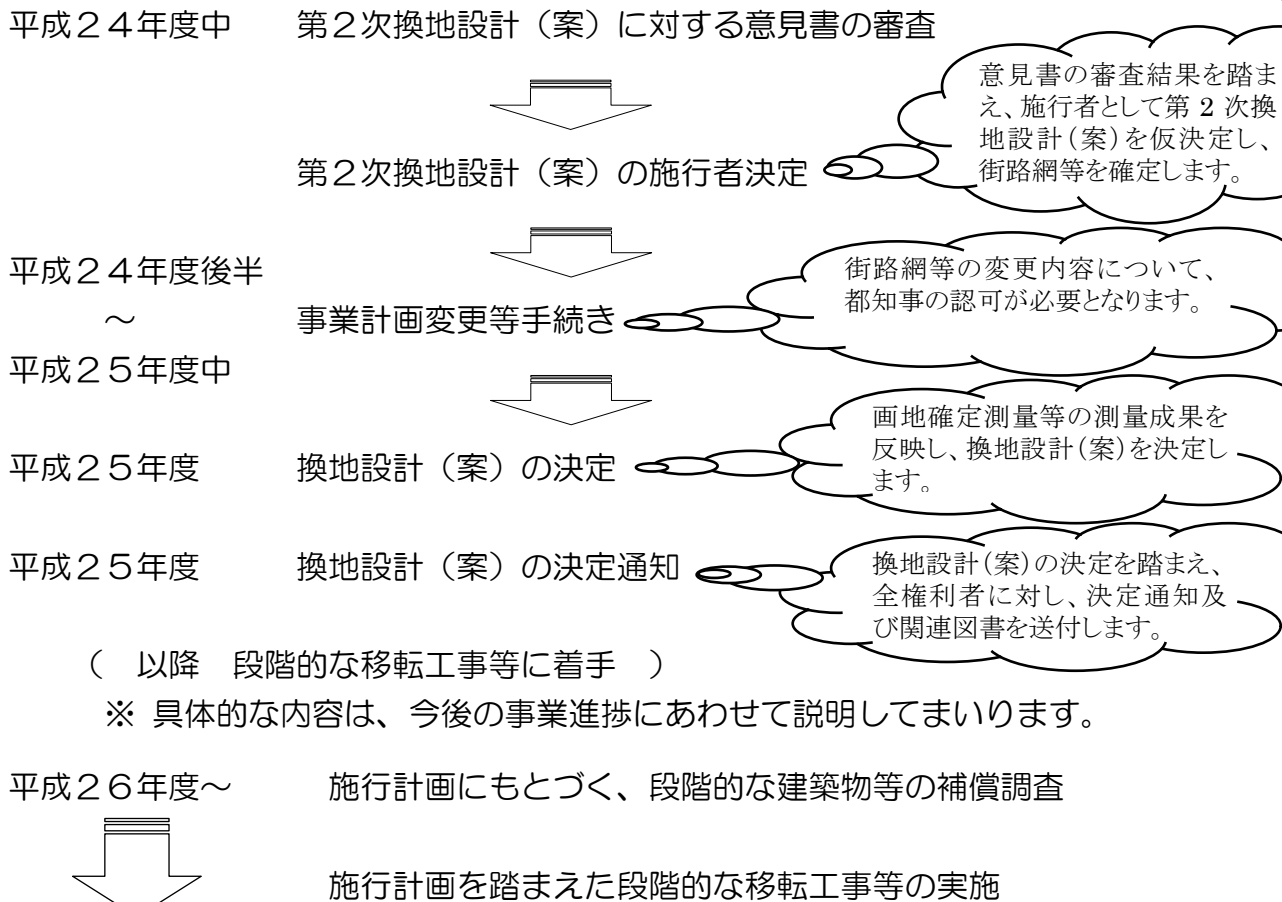 平成24年度中　第2次換地設計（案）に対する意見書の審査
意見書の審査結果を踏ま
え、施行者として第 2 次換
地設計(案)を仮決定し、
街路網等を確定します。
第2次換地設計（案）の施行者決定
平成24年度後半
～　事業計画変更等手続き
平成25年度中
街路網等の変更内容について、
都知事の認可が必要となります。
画地確定測量等の測量成果を
反映し、換地設計(案)を決定し
ます。
平成25年度　換地設計（案）の決定
平成25年度　換地設計（案）の決定通知
換地設計(案)の決定を踏まえ、
全権利者に対し、決定通知及
び関連図書を送付します。
（　以降　段階的な移転工事等に着手　）
※ 具体的な内容は、今後の事業進捗にあわせて説明してまいります。
平成26年度～　施行計画にもとづく、段階的な建築物等の補償調査
施行計画を踏まえた段階的な移転工事等の実施